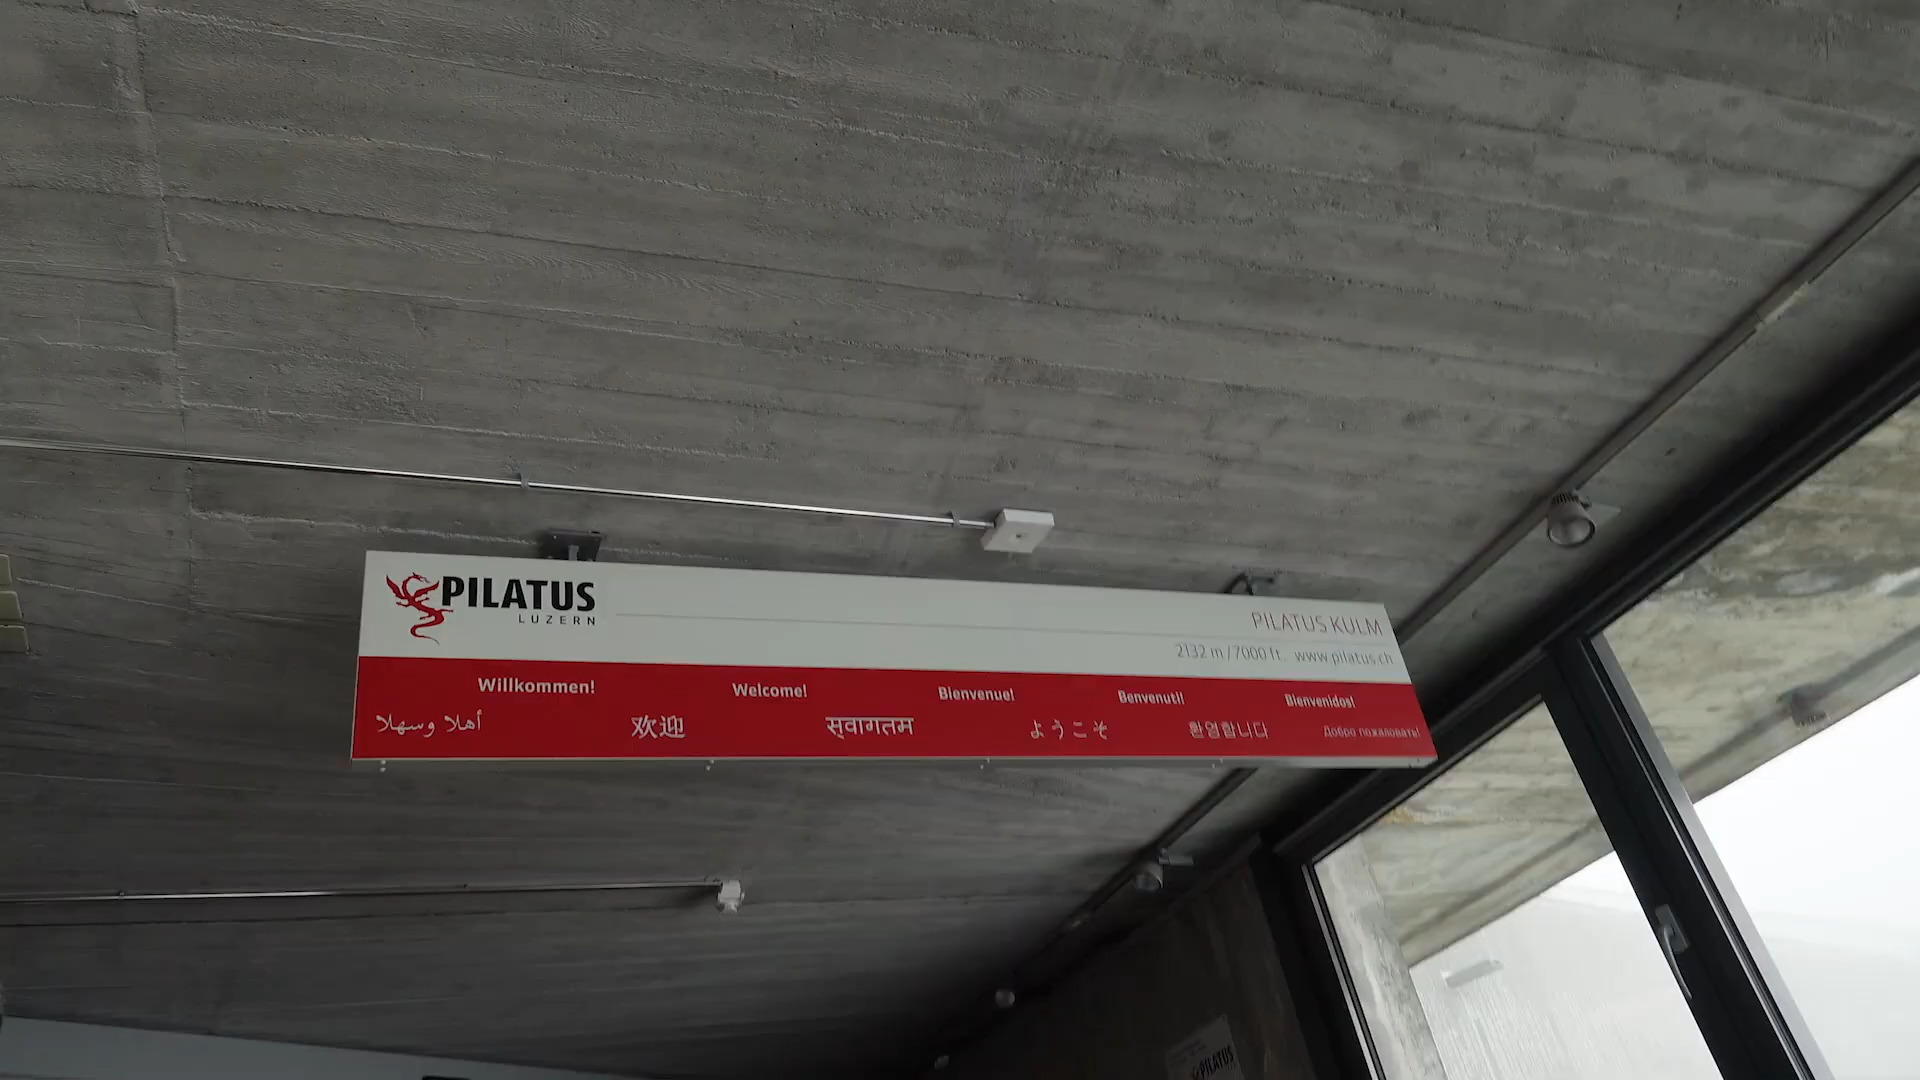 PILATUS
LUZERN
PILATUS KULM
2132 m / 7000 ft. www.pilatus.ch
Willkommen! Welcome! Bienvenue! Benvenuti! Bienvenidos!
أهلا وسهلا 欢迎 स्वागतम ようこそ 환영합니다 Добро пожаловать!
PILATUS